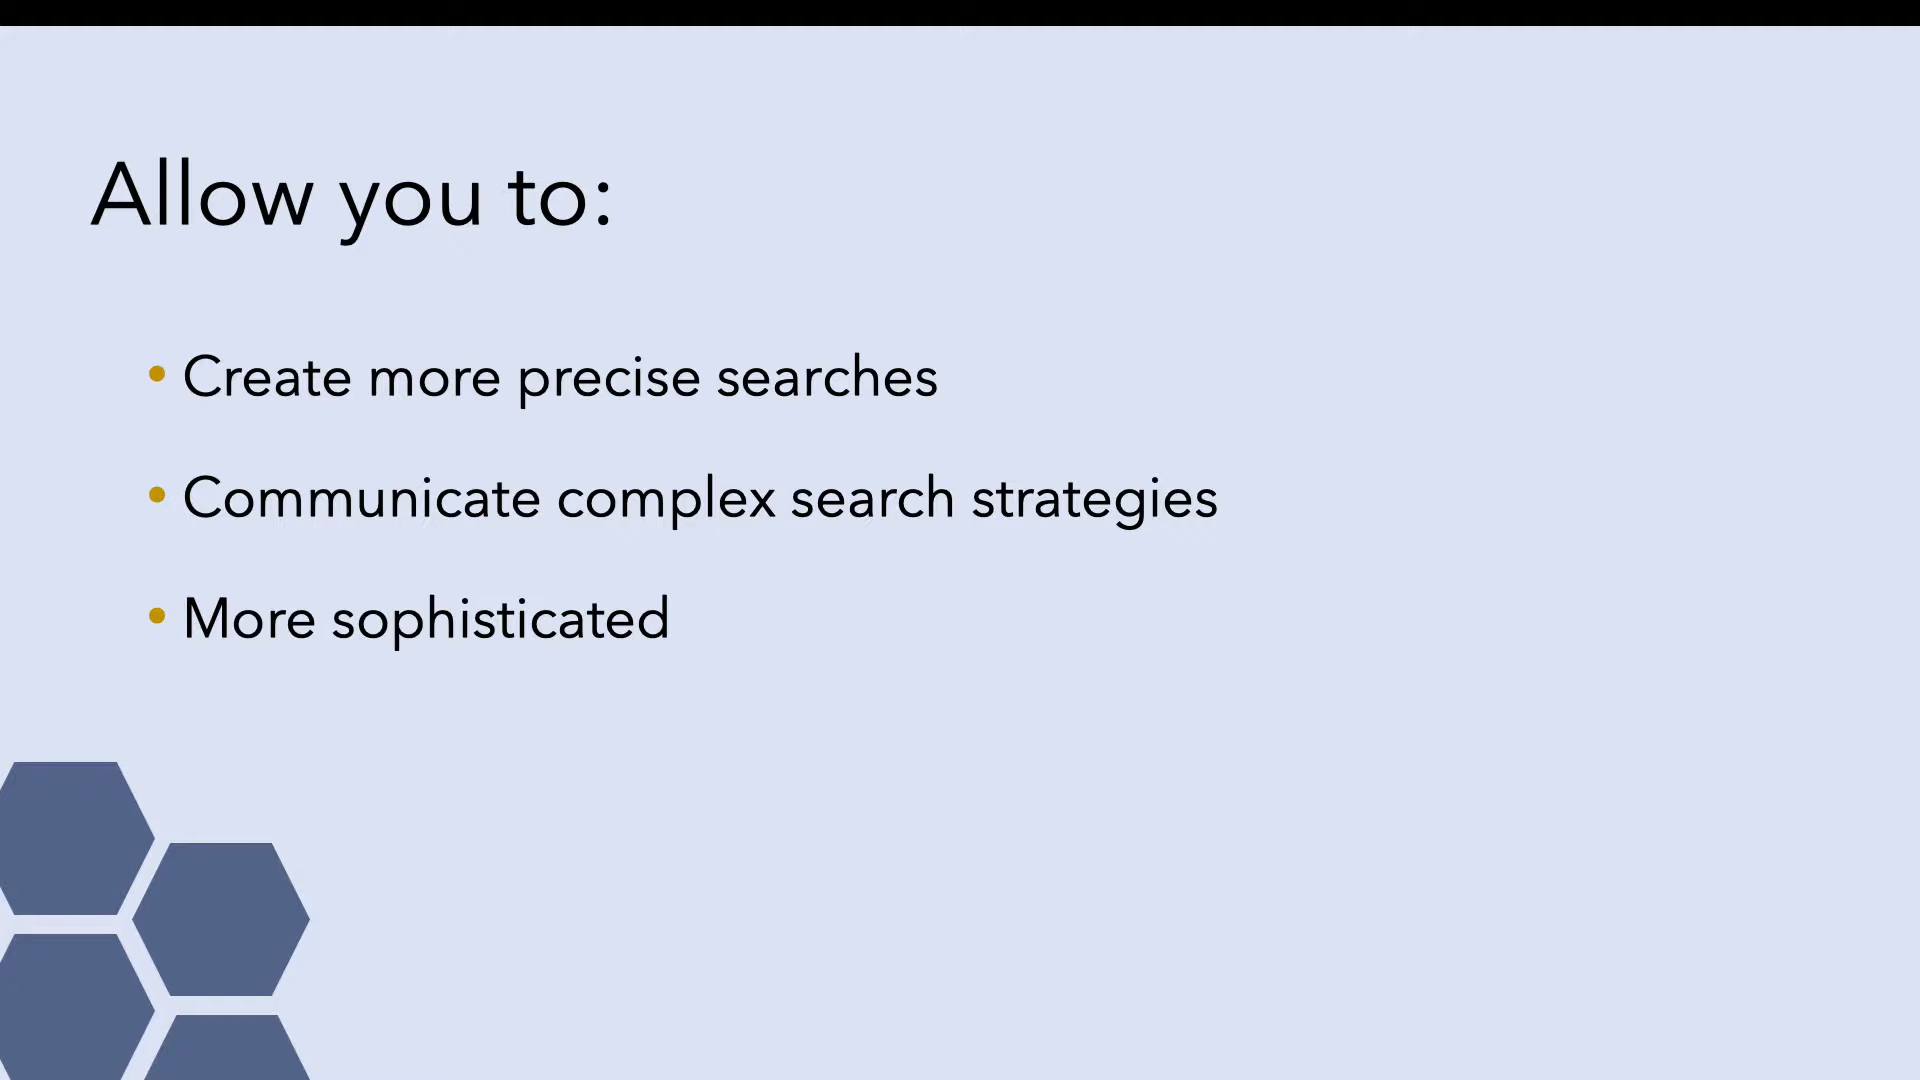 Allow you to:
• Create more precise searches
• Communicate complex search strategies
• More sophisticated